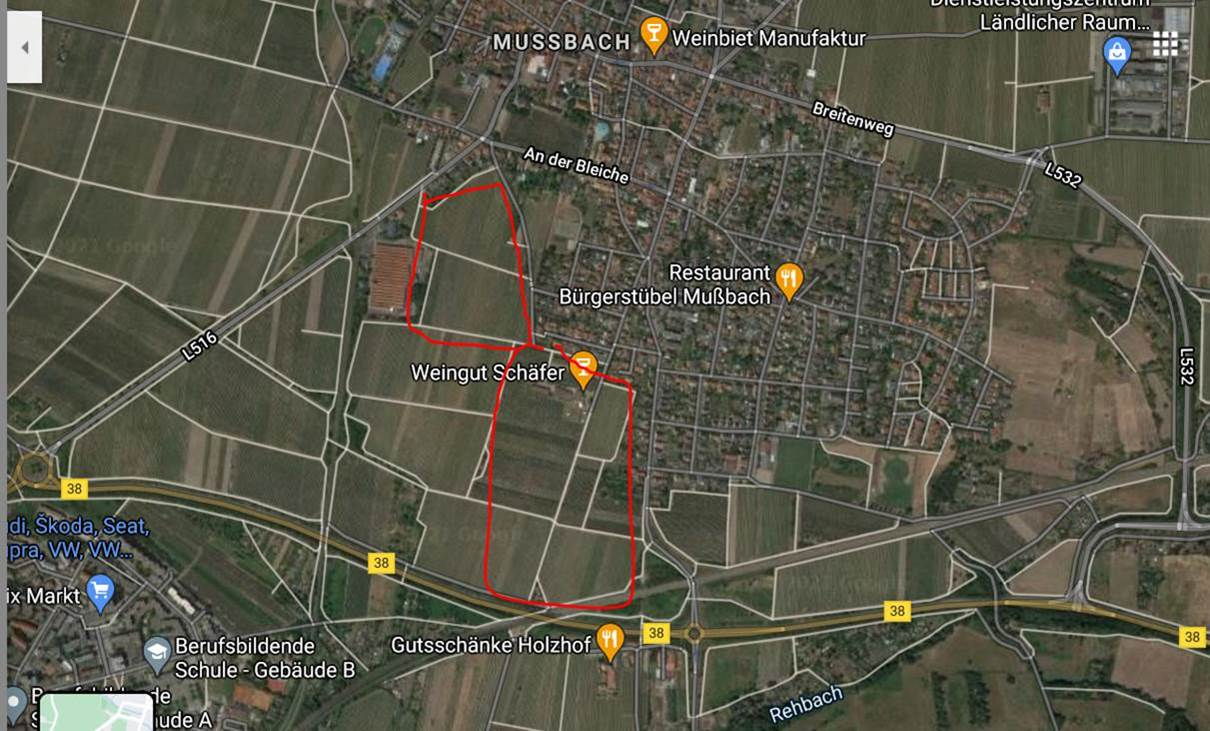 Dienstleistungszentrum
Ländlicher Raum...
MUSSBACH
Weinbiet Manufaktur
Breitenweg
An der Bleiche
L532
Restaurant
Bürgerstübel Mußbach
L516
Weingut Schäfer
L532
38
di, Škoda, Seat,
pra, VW, VW...
38
ix Markt
38
38
38
Gutsschänke Holzhof
Berufsbildende
Schule - Gebäude B
Rehbach
ude A